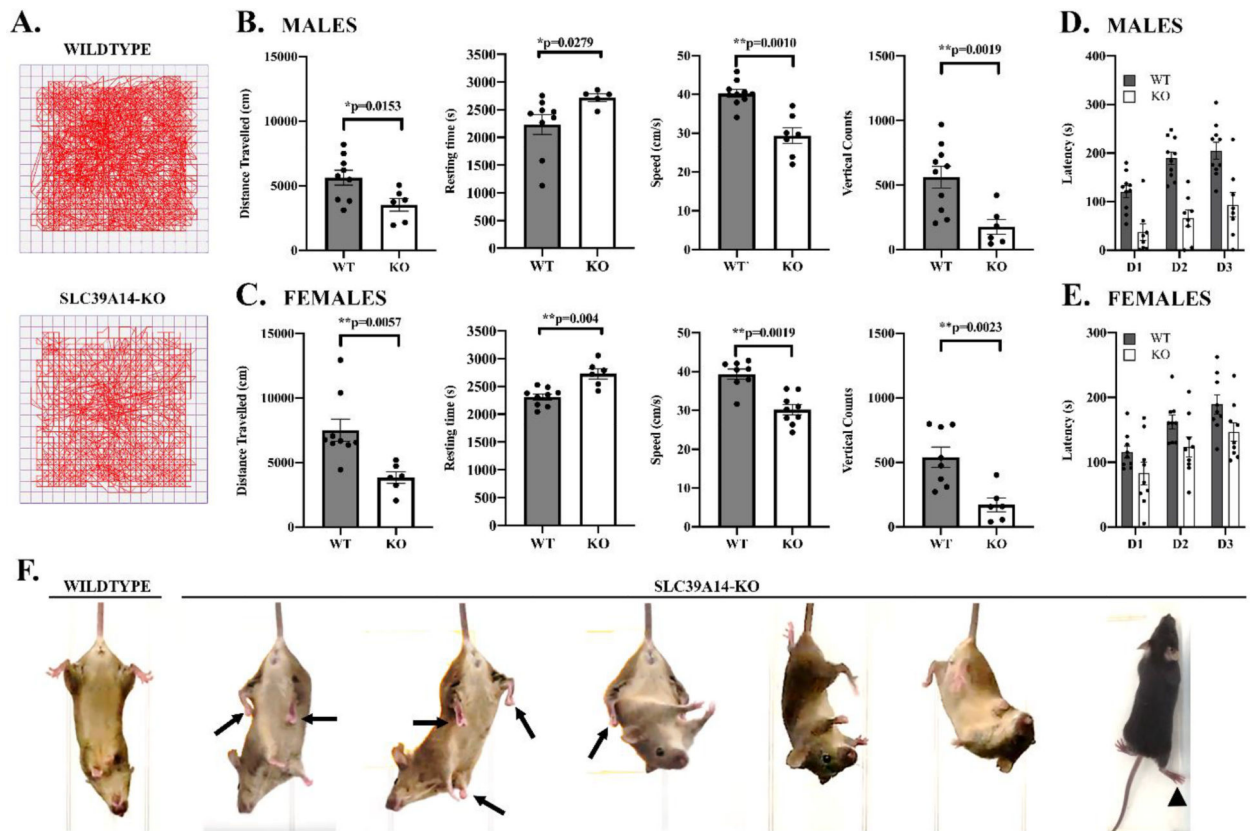 A.
WILDTYPE
SLC39A14-KO
B. MALES
Distance Travelled (cm)
15000
10000
5000
0
*p=0.0153
WT KO
Resting time (s)
3,500
3000
2500
2000
1500
1000
500
0
*p=0.0279
WT KO
Speed (cm/s)
60
40
20
0
**p=0.0010
WT KO
Vertical Counts
1500
1000
500
0
**p=0.0019
WT KO
C. FEMALES
Distance Travelled (cm)
15000
10000
5000
0
**p=0.0057
WT KO
Resting time (s)
3500
3000
2500
2000
1500
1000
500
0
**p=0.004
WT KO
Speed (cm/s)
40
30
20
10
0
**p=0.0019
WT KO
Vertical Counts
1500
1000
500
0
**p=0.0023
WT KO
D. MALES
Latency (s)
400
300
200
100
0
WT
KO
D1 D2 D3
E. FEMALES
Latency (s)
300
200
100
0
WT
KO
D1 D2 D3
F.
WILDTYPE
SLC39A14-KO